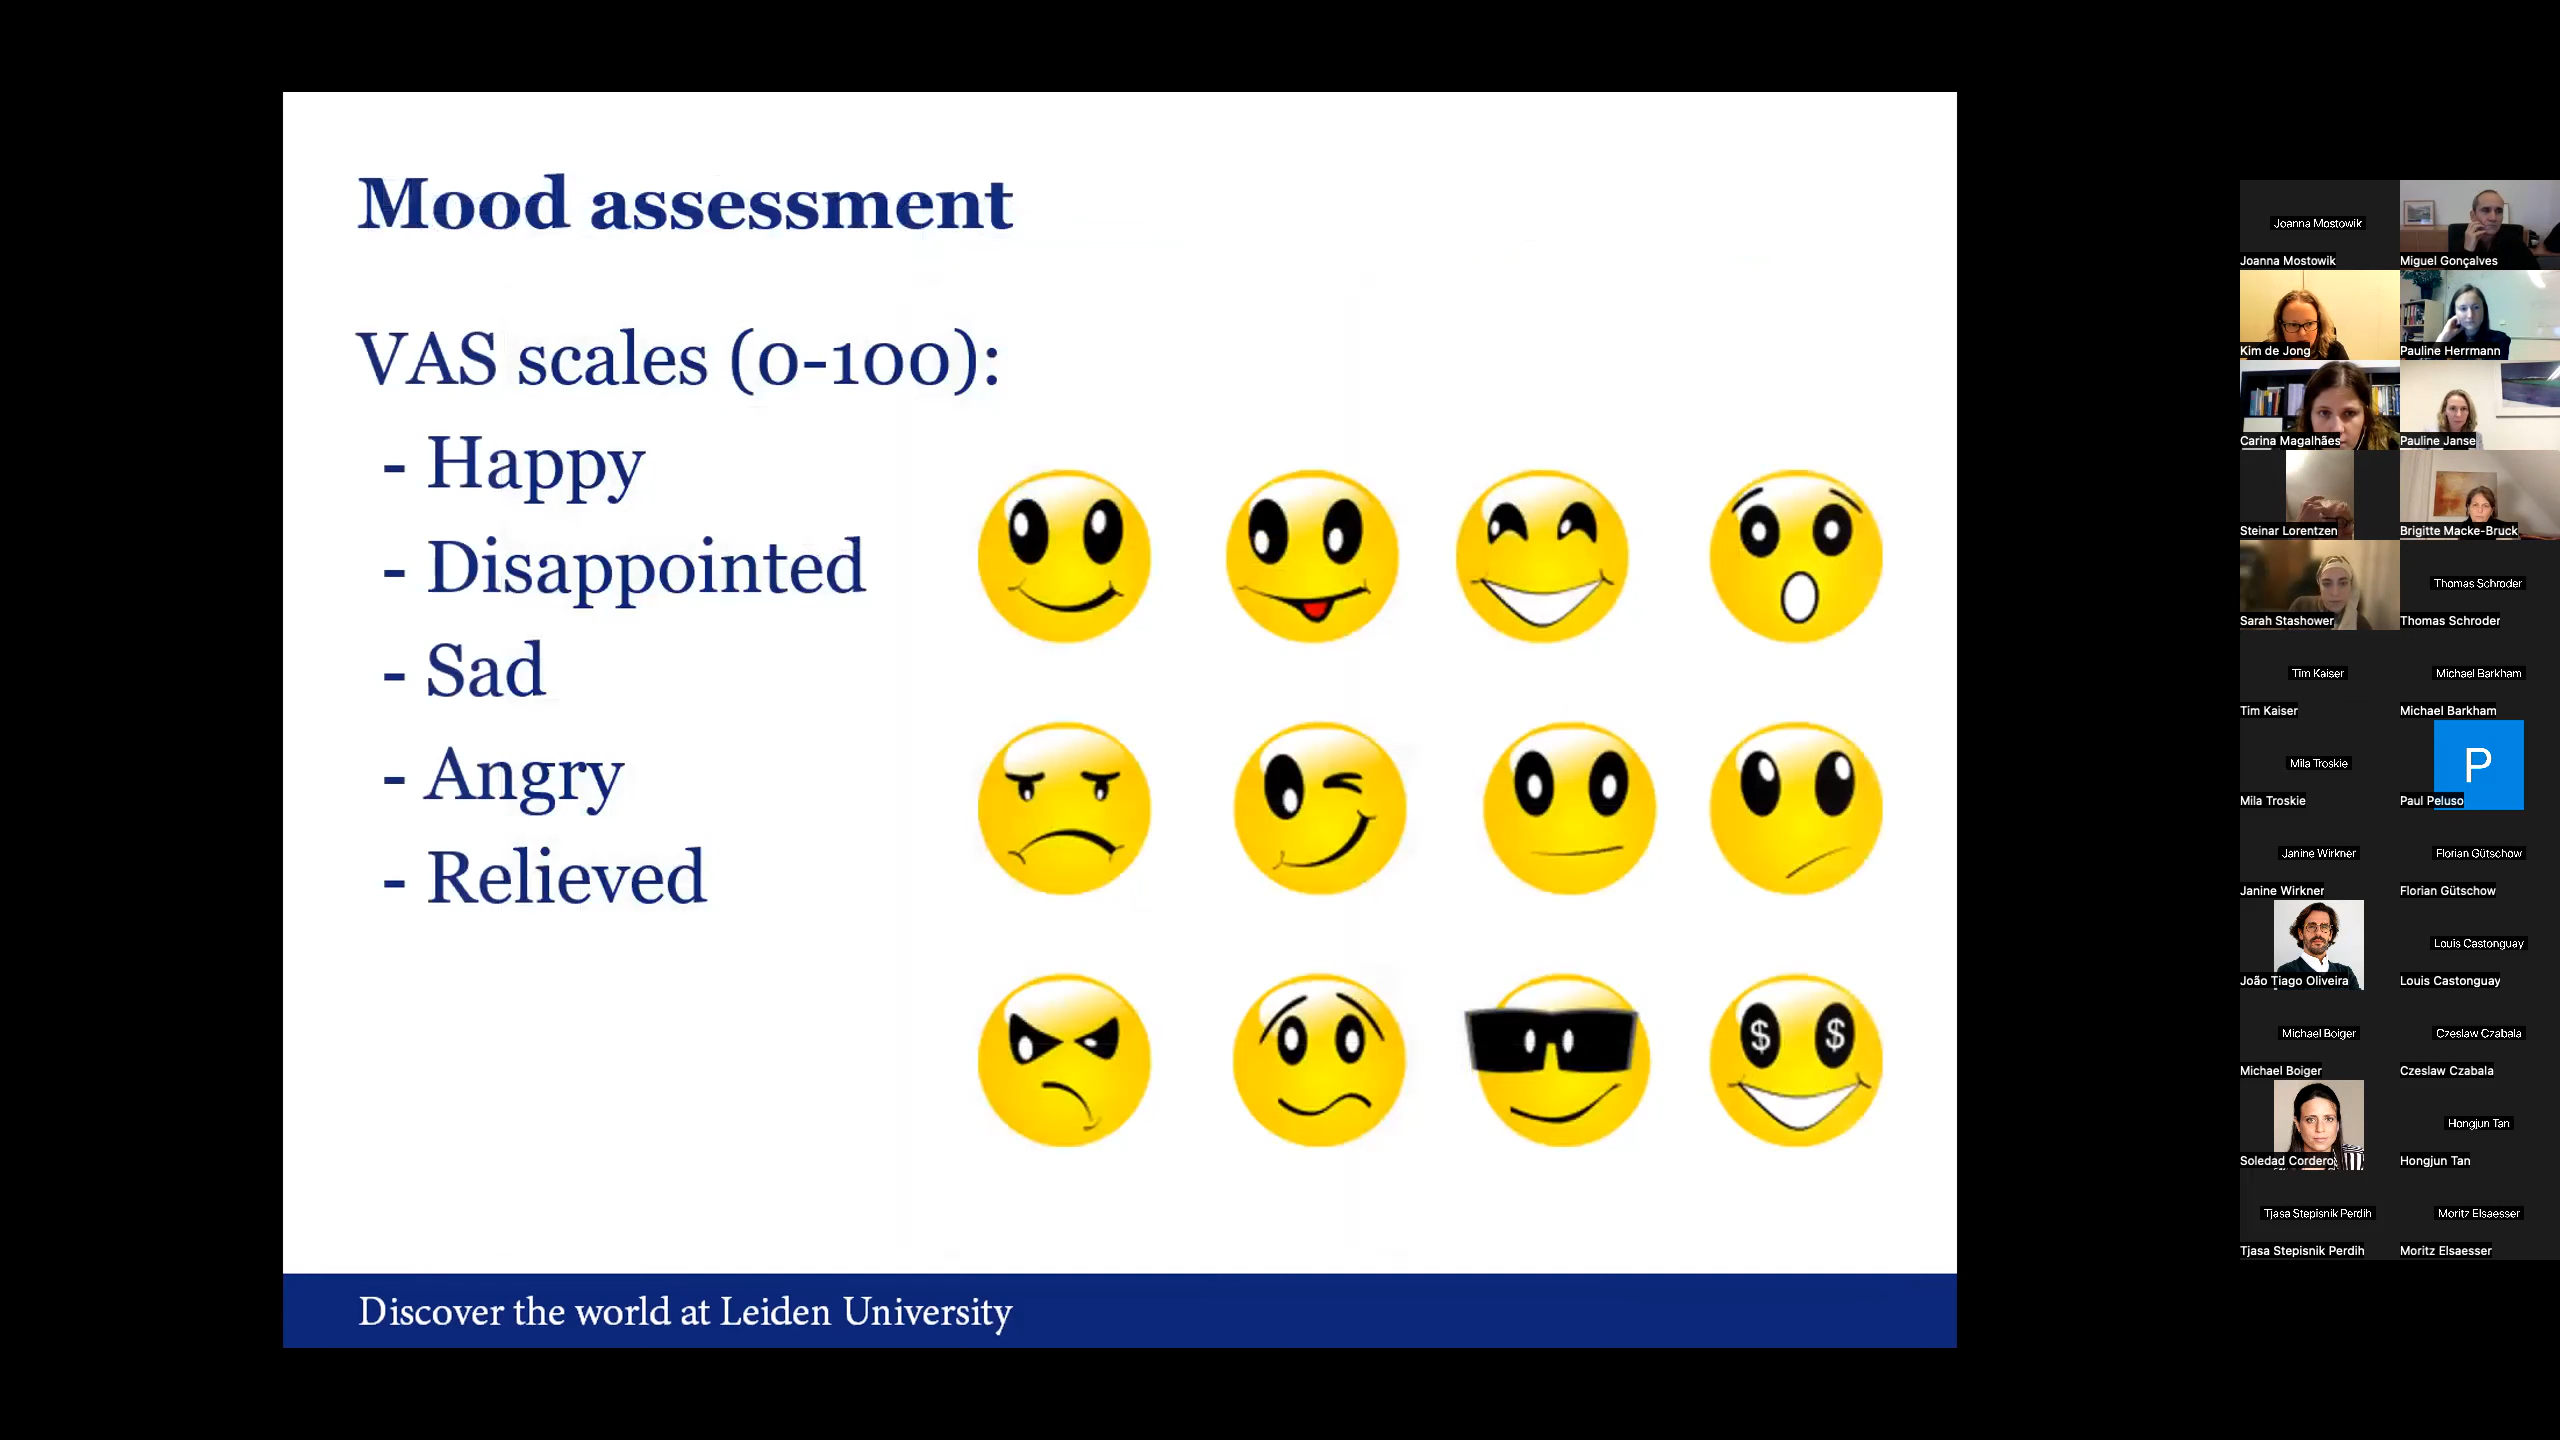 Mood assessment
VAS scales (0-100):
- Happy
- Disappointed
- Sad
- Angry
- Relieved
$ $
Discover the world at Leiden University
Joanna Mostowik
Joanna Mostowik
Miguel Gonçalves
Kim de Jong
Pauline Herrmann
Carina Magalhães
Pauline Janse
Steinar Lorentzen
Brigitte Macke-Bruck
Sarah Stashower
Thomas Schroder
Thomas Schroder
Tim Kaiser
Tim Kaiser
Michael Barkham
Michael Barkham
Mila Troskie
Mila Troskie
P
Paul Peluso
Janine Wirkner
Janine Wirkner
Florian Gütschow
Florian Gütschow
João Tiago Oliveira
Louis Castonguay
Louis Castonguay
Michael Boiger
Michael Boiger
Czeslaw Czabala
Czeslaw Czabala
Soledad Cordero
Hongjun Tan
Hongjun Tan
Tjasa Stepisnik Perdih
Tjasa Stepisnik Perdih
Moritz Elsaesser
Moritz Elsaesser